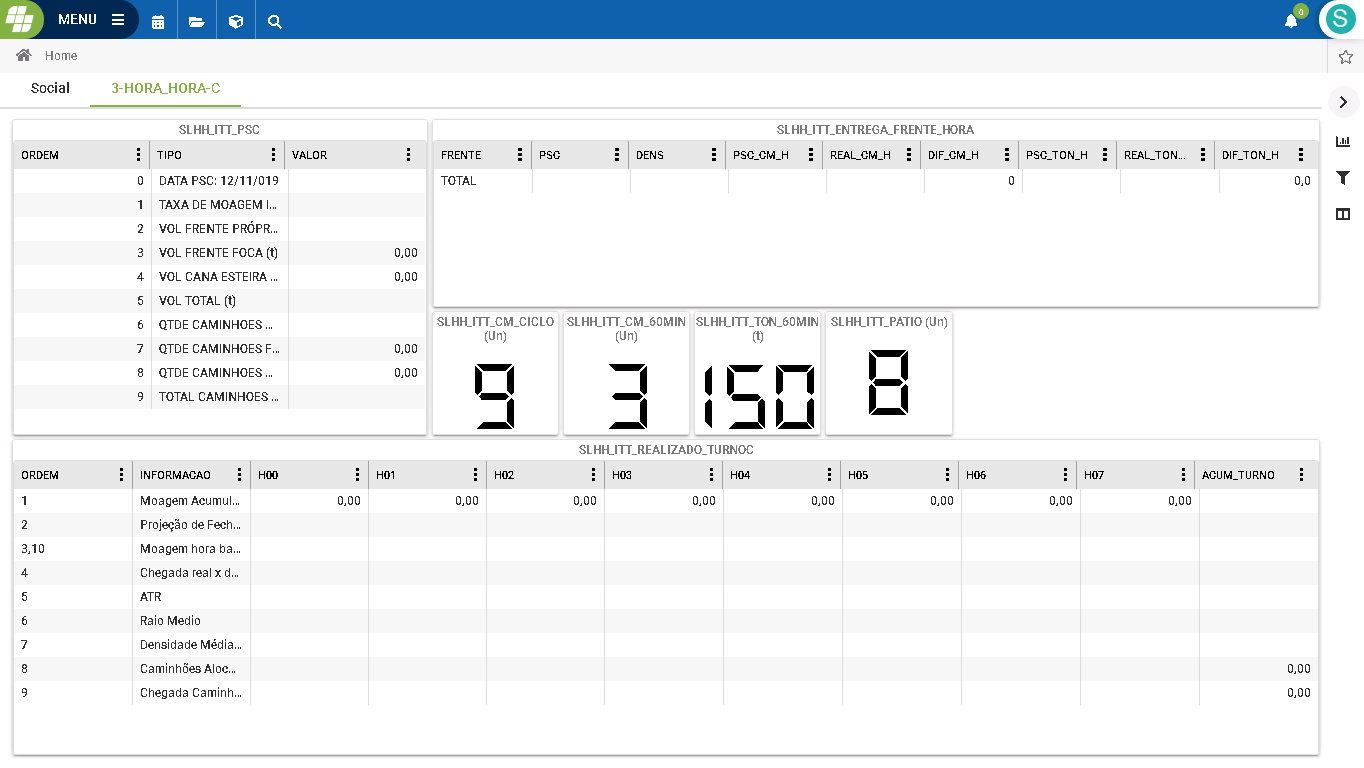 MENU
0
S
Home
Social 3-HORA_HORA-C
SLHH_ITT_PSC
ORDEM TIPO VALOR
0 DATA PSC: 12/11/019
1 TAXA DE MOAGEM I...
2 VOL FRENTE PRÓPR...
3 VOL FRENTE FOCA (t) 0,00
4 VOL CANA ESTEIRA ... 0,00
5 VOL TOTAL (t)
6 QTDE CAMINHOES ...
7 QTDE CAMINHOES F... 0,00
8 QTDE CAMINHOES ... 0,00
9 TOTAL CAMINHOES ...
SLHH_ITT_ENTREGA_FRENTE_HORA
FRENTE PSC DENS PSC_CM_H REAL_CM_H DIF_CM_H PSC_TON_H REAL_TON... DIF_TON_H
TOTAL 0 0,0
SLHH_ITT_CM_CICLO
(Un)
9
SLHH_ITT_CM_60MIN
(Un)
3
SLHH_ITT_TON_60MIN
(t)
150
SLHH_ITT_PATIO (Un)
8
SLHH_ITT_REALIZADO_TURNOC
ORDEM INFORMACAO H00 H01 H02 H03 H04 H05 H06 H07 ACUM_TURNO
1 Moagem Acumul... 0,00 0,00 0,00 0,00 0,00 0,00 0,00 0,00
2 Projeção de Fech...
3,10 Moagem hora ba...
4 Chegada real x d...
5 ATR
6 Raio Medio
7 Densidade Média...
8 Caminhões Aloc... 0,00
9 Chegada Caminh... 0,00